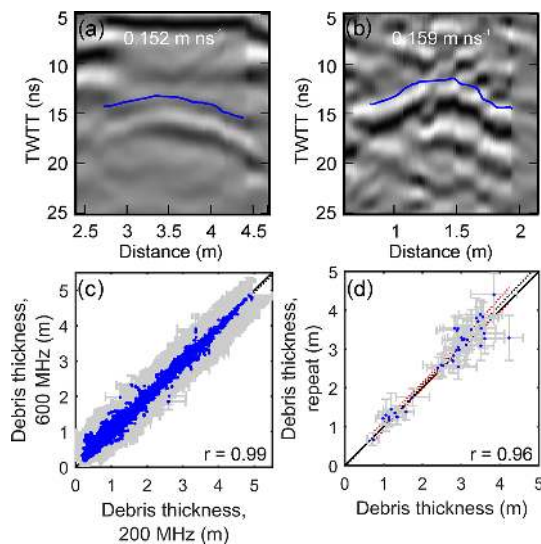 (a) 0.152 m ns⁻¹
TWTT (ns)
5
10
15
20
25
2.5 3 3.5 4 4.5
Distance (m)
(b) 0.159 m ns⁻¹
TWTT (ns)
5
10
15
20
25
1 1.5 2
Distance (m)
(c)
Debris thickness,
600 MHz (m)
5
4
3
2
1
0
0 1 2 3 4 5
r = 0.99
Debris thickness,
200 MHz (m)
(d)
Debris thickness,
repeat (m)
5
4
3
2
1
0
0 1 2 3 4 5
r = 0.96
Debris thickness (m)